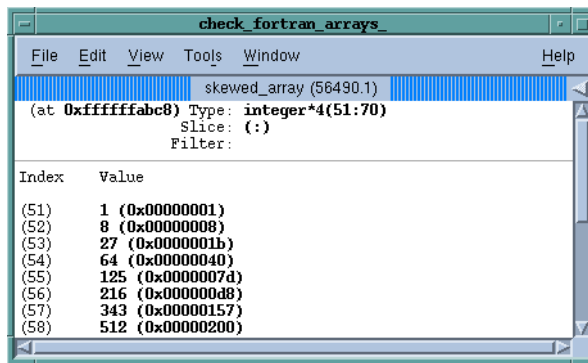 check_fortran_arrays_
File Edit View Tools Window Help
skewed_array (56490.1)
(at 0xffffffabc8) Type: integer*4(51:70)
Slice: (:)
Filter:
Index Value
(51) 1 (0x00000001)
(52) 8 (0x00000008)
(53) 27 (0x0000001b)
(54) 64 (0x00000040)
(55) 125 (0x0000007d)
(56) 216 (0x000000d8)
(57) 343 (0x00000157)
(58) 512 (0x00000200)